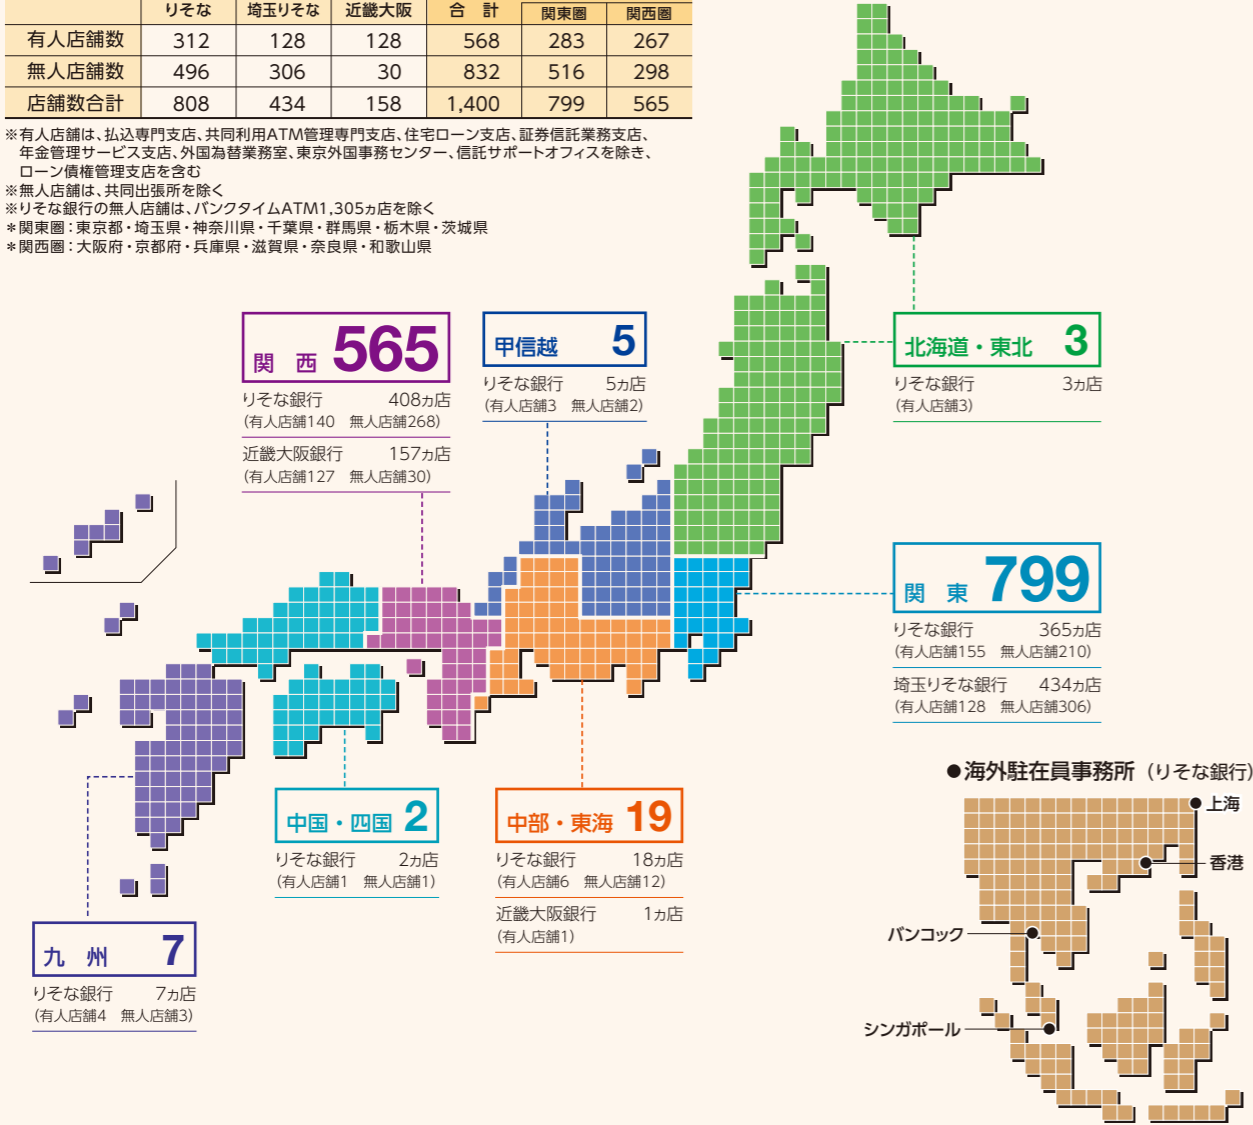 りそな 埼玉りそな 近畿大阪 合 計 関東圏 関西圏
有人店舗数 312 128 128 568 283 267
無人店舗数 496 306 30 832 516 298
店舗数合計 808 434 158 1,400 799 565
※有人店舗は、払込専門支店、共同利用ATM管理専門支店、住宅ローン支店、証券信託業務支店、
年金管理サービス支店、外国為替業務室、東京外国事務センター、信託サポートオフィスを除き、
ローン債権管理支店を含む
※無人店舗は、共同出張所を除く
※りそな銀行の無人店舗は、バンクタイムATM1,305ヵ店を除く
*関東圏:東京都・埼玉県・神奈川県・千葉県・群馬県・栃木県・茨城県
*関西圏:大阪府・京都府・兵庫県・滋賀県・奈良県・和歌山県
関 西 565
りそな銀行 408ヵ店
(有人店舗140 無人店舗268)
近畿大阪銀行 157ヵ店
(有人店舗127 無人店舗30)
甲信越 5
りそな銀行 5ヵ店
(有人店舗3 無人店舗2)
北海道・東北 3
りそな銀行 3ヵ店
(有人店舗3)
関 東 799
りそな銀行 365ヵ店
(有人店舗155 無人店舗210)
埼玉りそな銀行 434ヵ店
(有人店舗128 無人店舗306)
中国・四国 2
りそな銀行 2ヵ店
(有人店舗1 無人店舗1)
中部・東海 19
りそな銀行 18ヵ店
(有人店舗6 無人店舗12)
近畿大阪銀行 1ヵ店
(有人店舗1)
九 州 7
りそな銀行 7ヵ店
(有人店舗4 無人店舗3)
●海外駐在員事務所 (りそな銀行)
上海
香港
バンコック
シンガポール